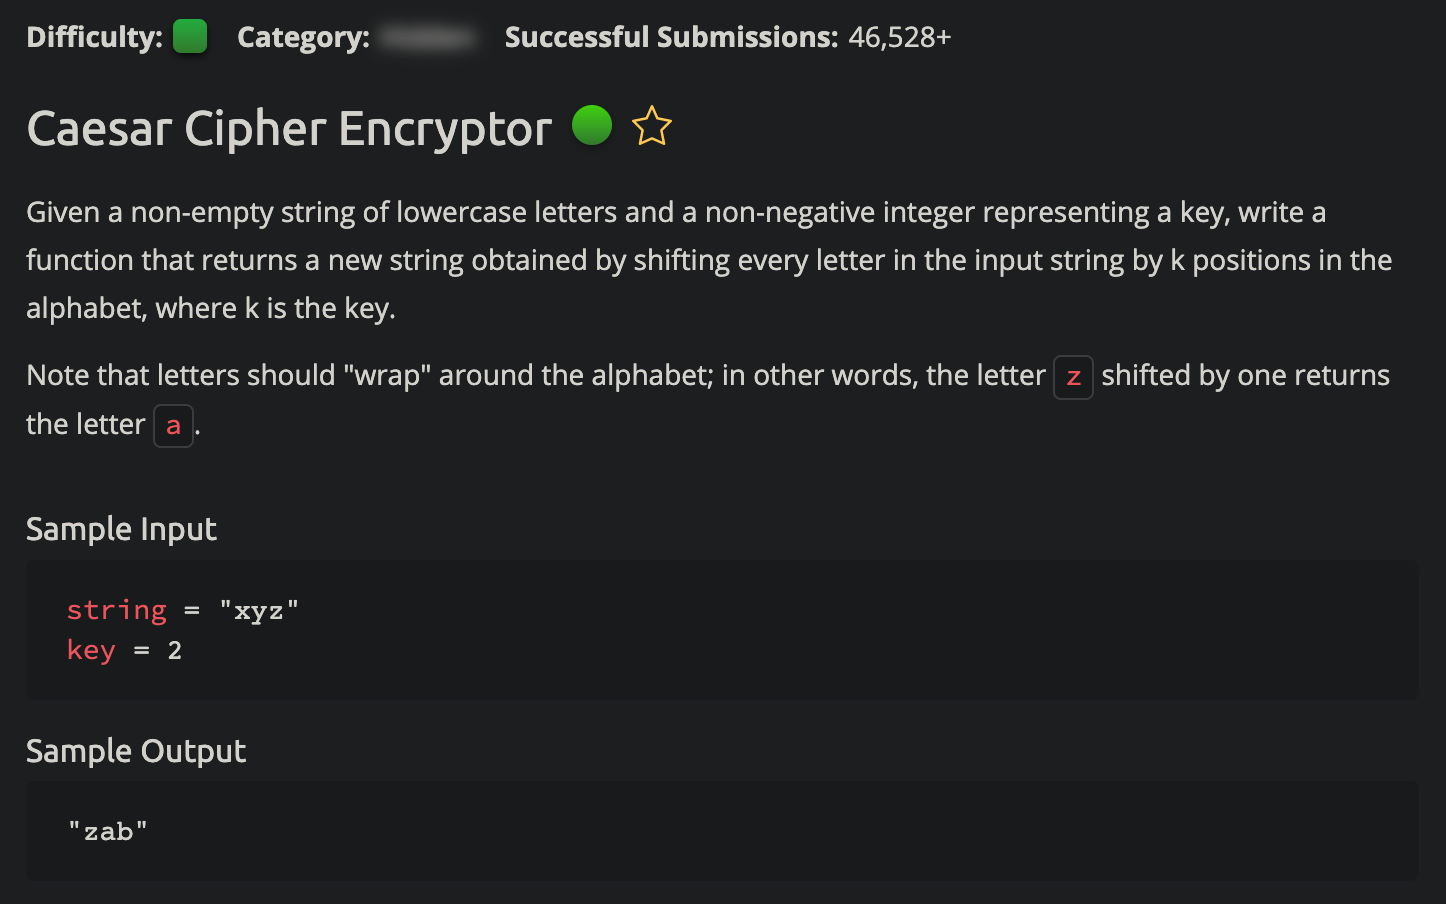 Difficulty: Category: Successful Submissions: 46,528+
Caesar Cipher Encryptor
Given a non-empty string of lowercase letters and a non-negative integer representing a key, write a
function that returns a new string obtained by shifting every letter in the input string by k positions in the
alphabet, where k is the key.
Note that letters should "wrap" around the alphabet; in other words, the letter z shifted by one returns
the letter a.
Sample Input
string = "xyz"
key = 2
Sample Output
"zab"